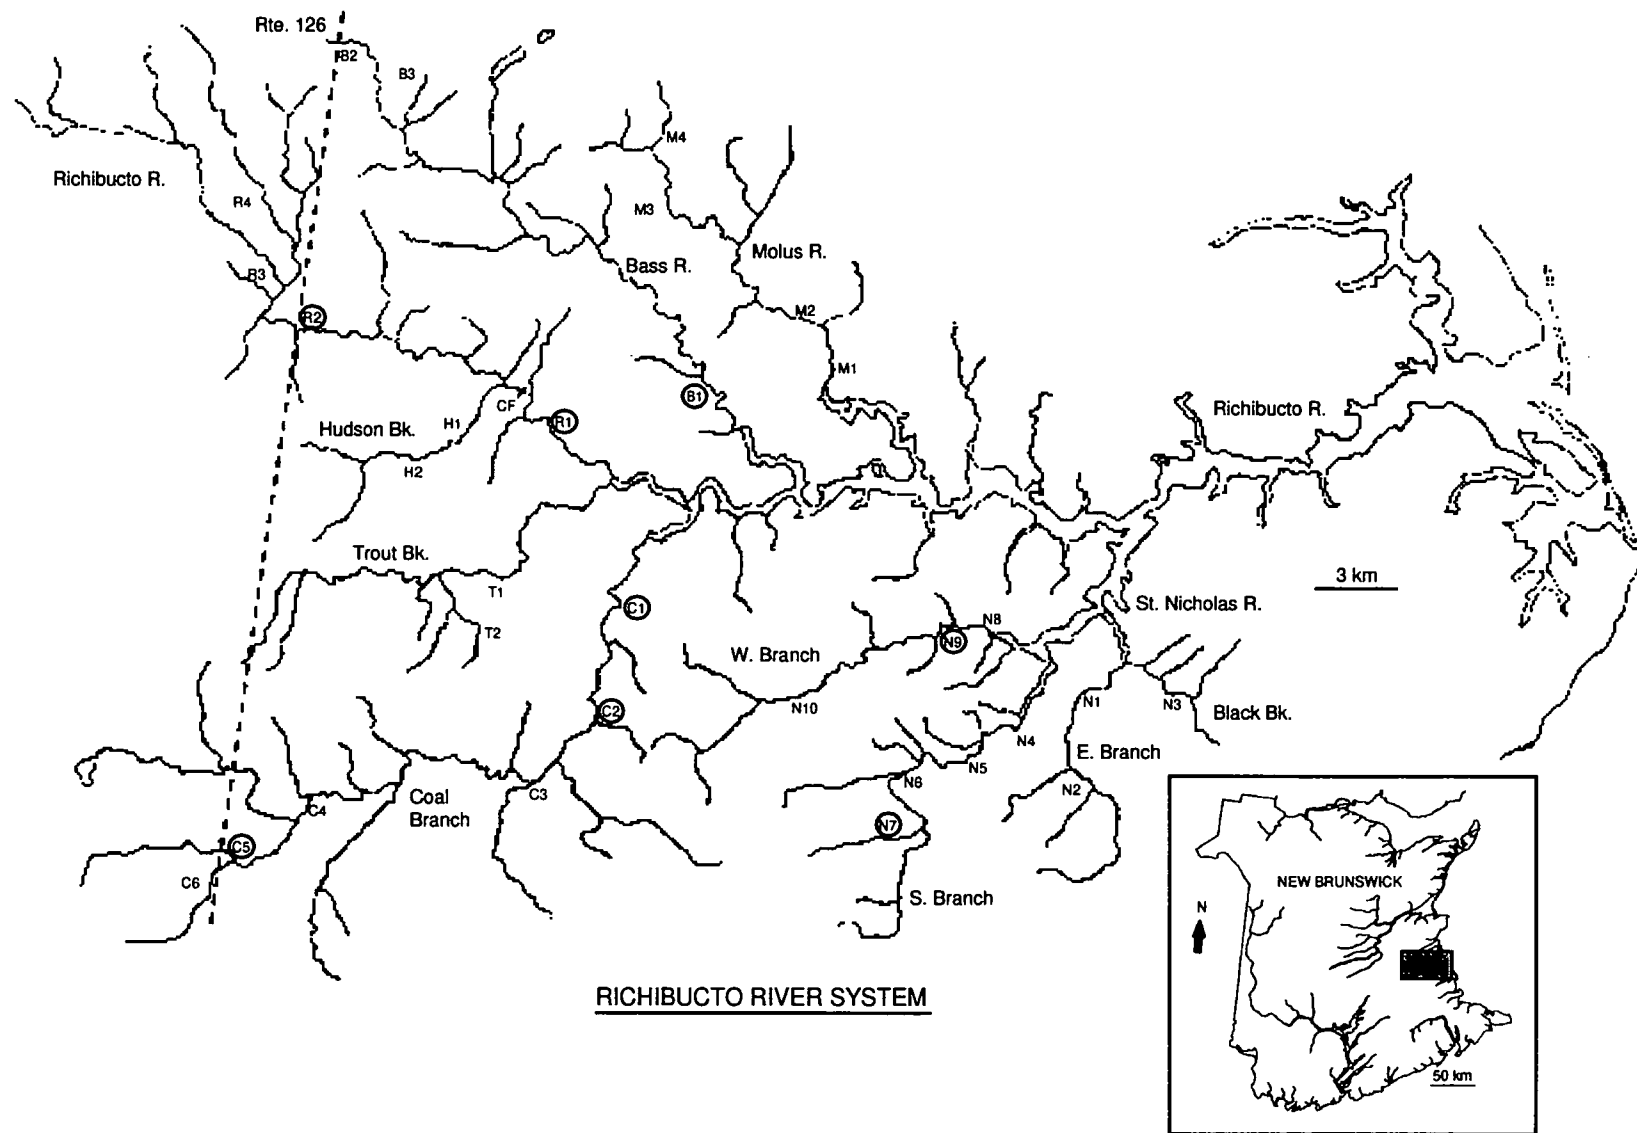 Rte. 126
B2
B3
M4
Richibucto R.
R4
M3
Molus R.
Bass R.
R3
R2
M2
M1
B1
CF
Richibucto R.
H1
R1
Hudson Bk.
H2
Trout Bk.
3 km
T1
C1
St. Nicholas R.
T2
N8
N9
W. Branch
N10
C2
N1
N3
Black Bk.
N4
E. Branch
N5
N6
N2
C3
Coal
Branch
C4
N7
C5
C6
S. Branch
NEW BRUNSWICK
N
RICHIBUCTO RIVER SYSTEM
50 km